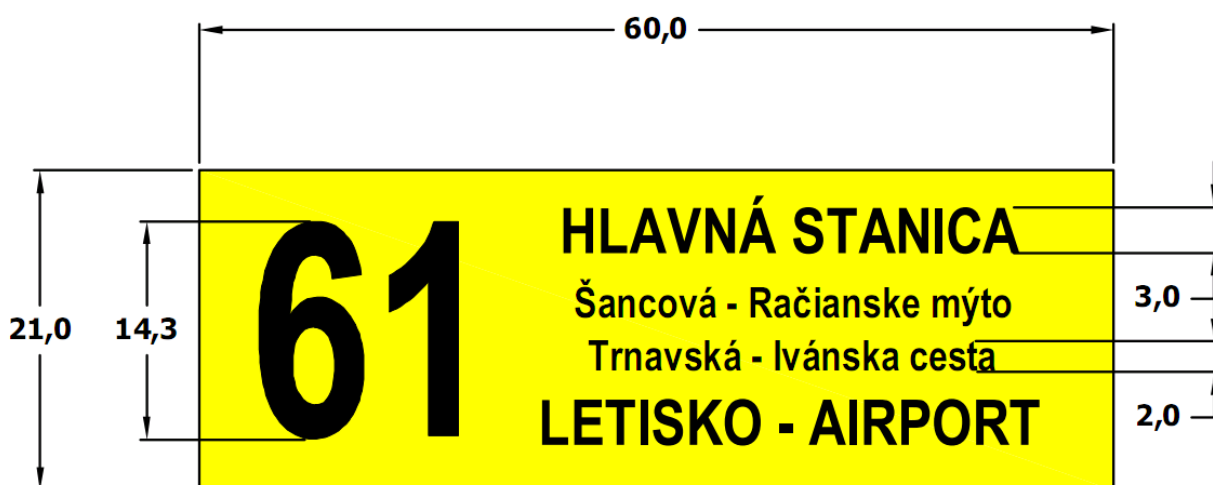 60,0
21,0
14,3
61
HLAVNÁ STANICA
Šancová - Račianske mýto
Trnavská - Ivánska cesta
LETISKO - AIRPORT
3,0
2,0